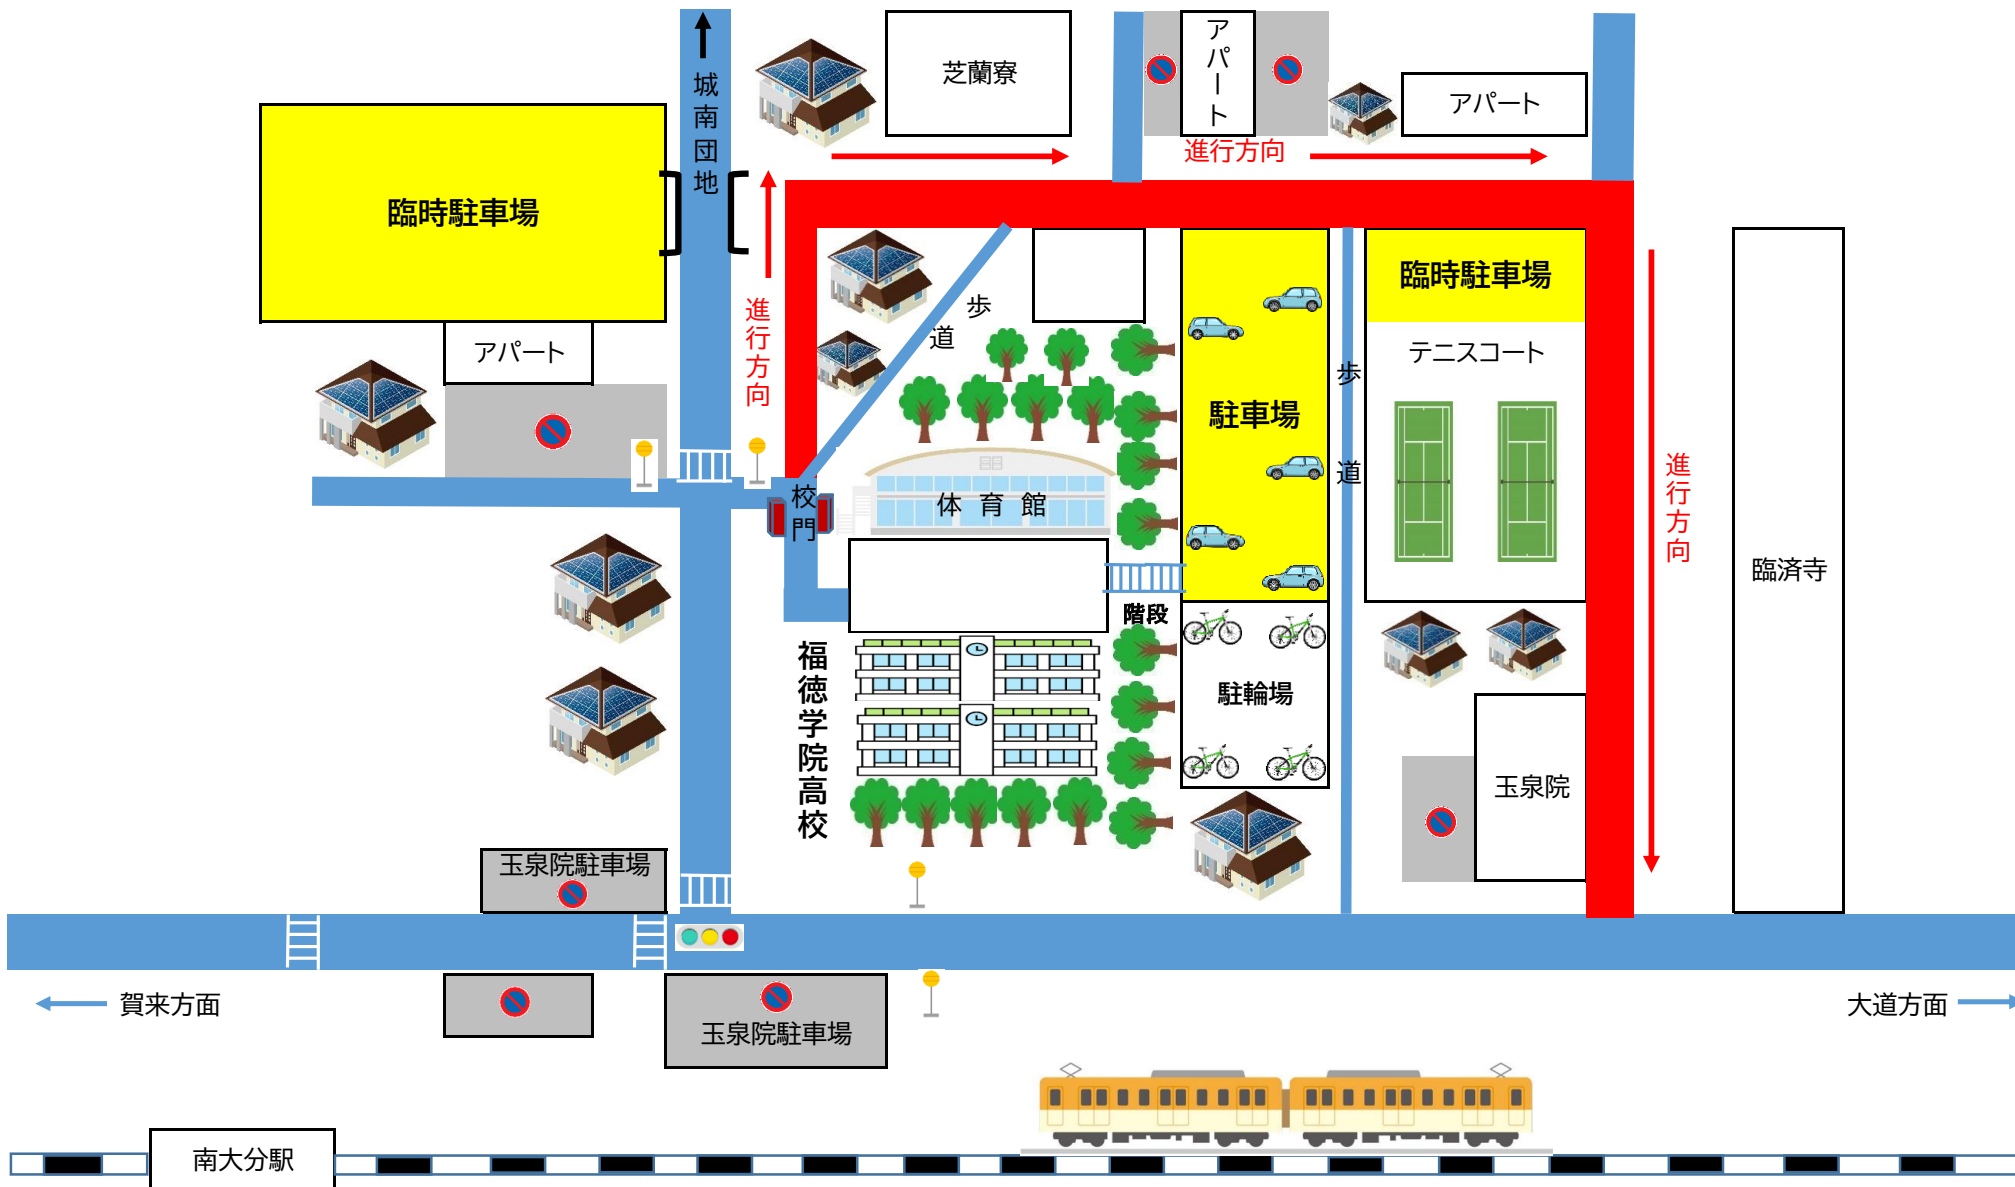 城南団地
芝蘭寮
アパート
アパート
進行方向
臨時駐車場
臨時駐車場
進行方向
歩道
アパート
テニスコート
歩道
駐車場
進行方向
校門
体育館
臨済寺
階段
福徳学院高校
駐輪場
玉泉院
玉泉院駐車場
賀来方面
大道方面
玉泉院駐車場
南大分駅